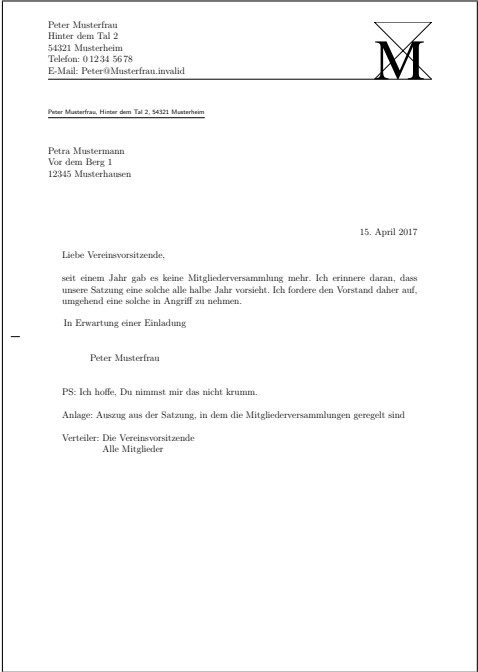 Peter Musterfrau
Hinter dem Tal 2
54321 Musterheim
Telefon: 0 12 34 56 78
E-Mail: Peter@Musterfrau.invalid
M
Peter Musterfrau, Hinter dem Tal 2, 54321 Musterheim
Petra Mustermann
Vor dem Berg 1
12345 Musterhausen
15. April 2017
Liebe Vereinsvorsitzende,
seit einem Jahr gab es keine Mitgliederversammlung mehr. Ich erinnere daran, dass
unsere Satzung eine solche alle halbe Jahr vorsieht. Ich fordere den Vorstand daher auf,
umgehend eine solche in Angriff zu nehmen.
In Erwartung einer Einladung
Peter Musterfrau
PS: Ich hoffe, Du nimmst mir das nicht krumm.
Anlage: Auszug aus der Satzung, in dem die Mitgliederversammlungen geregelt sind
Verteiler: Die Vereinsvorsitzende
Alle Mitglieder